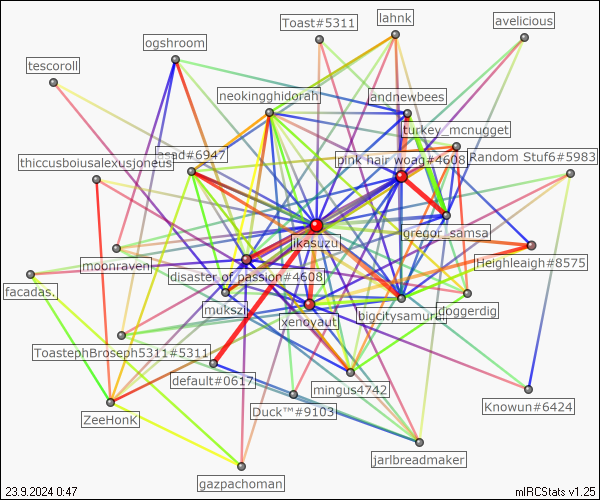 Toast#5311
lahnk
avelicious
ogshroom
tescoroll
neokingghidorah
andnewbees
turkey_mcnugget
asad#6947
pink hair woag#4608
Random Stuf6#5983
thiccusboiusalexusjoneus
gregor_samsa
ikasuzu
moonraven
disaster of passion#4608
Heighleaigh#8575
facadas.
mukszi
xenoyaut
bigcitysamurai
doggerdig
ToastephBroseph5311#5311
default#0617
mingus4742
Duck™#9103
Knowun#6424
ZeeHonK
jarlbreadmaker
gazpachoman
23.9.2024 0:47
mIRCStats v1.25